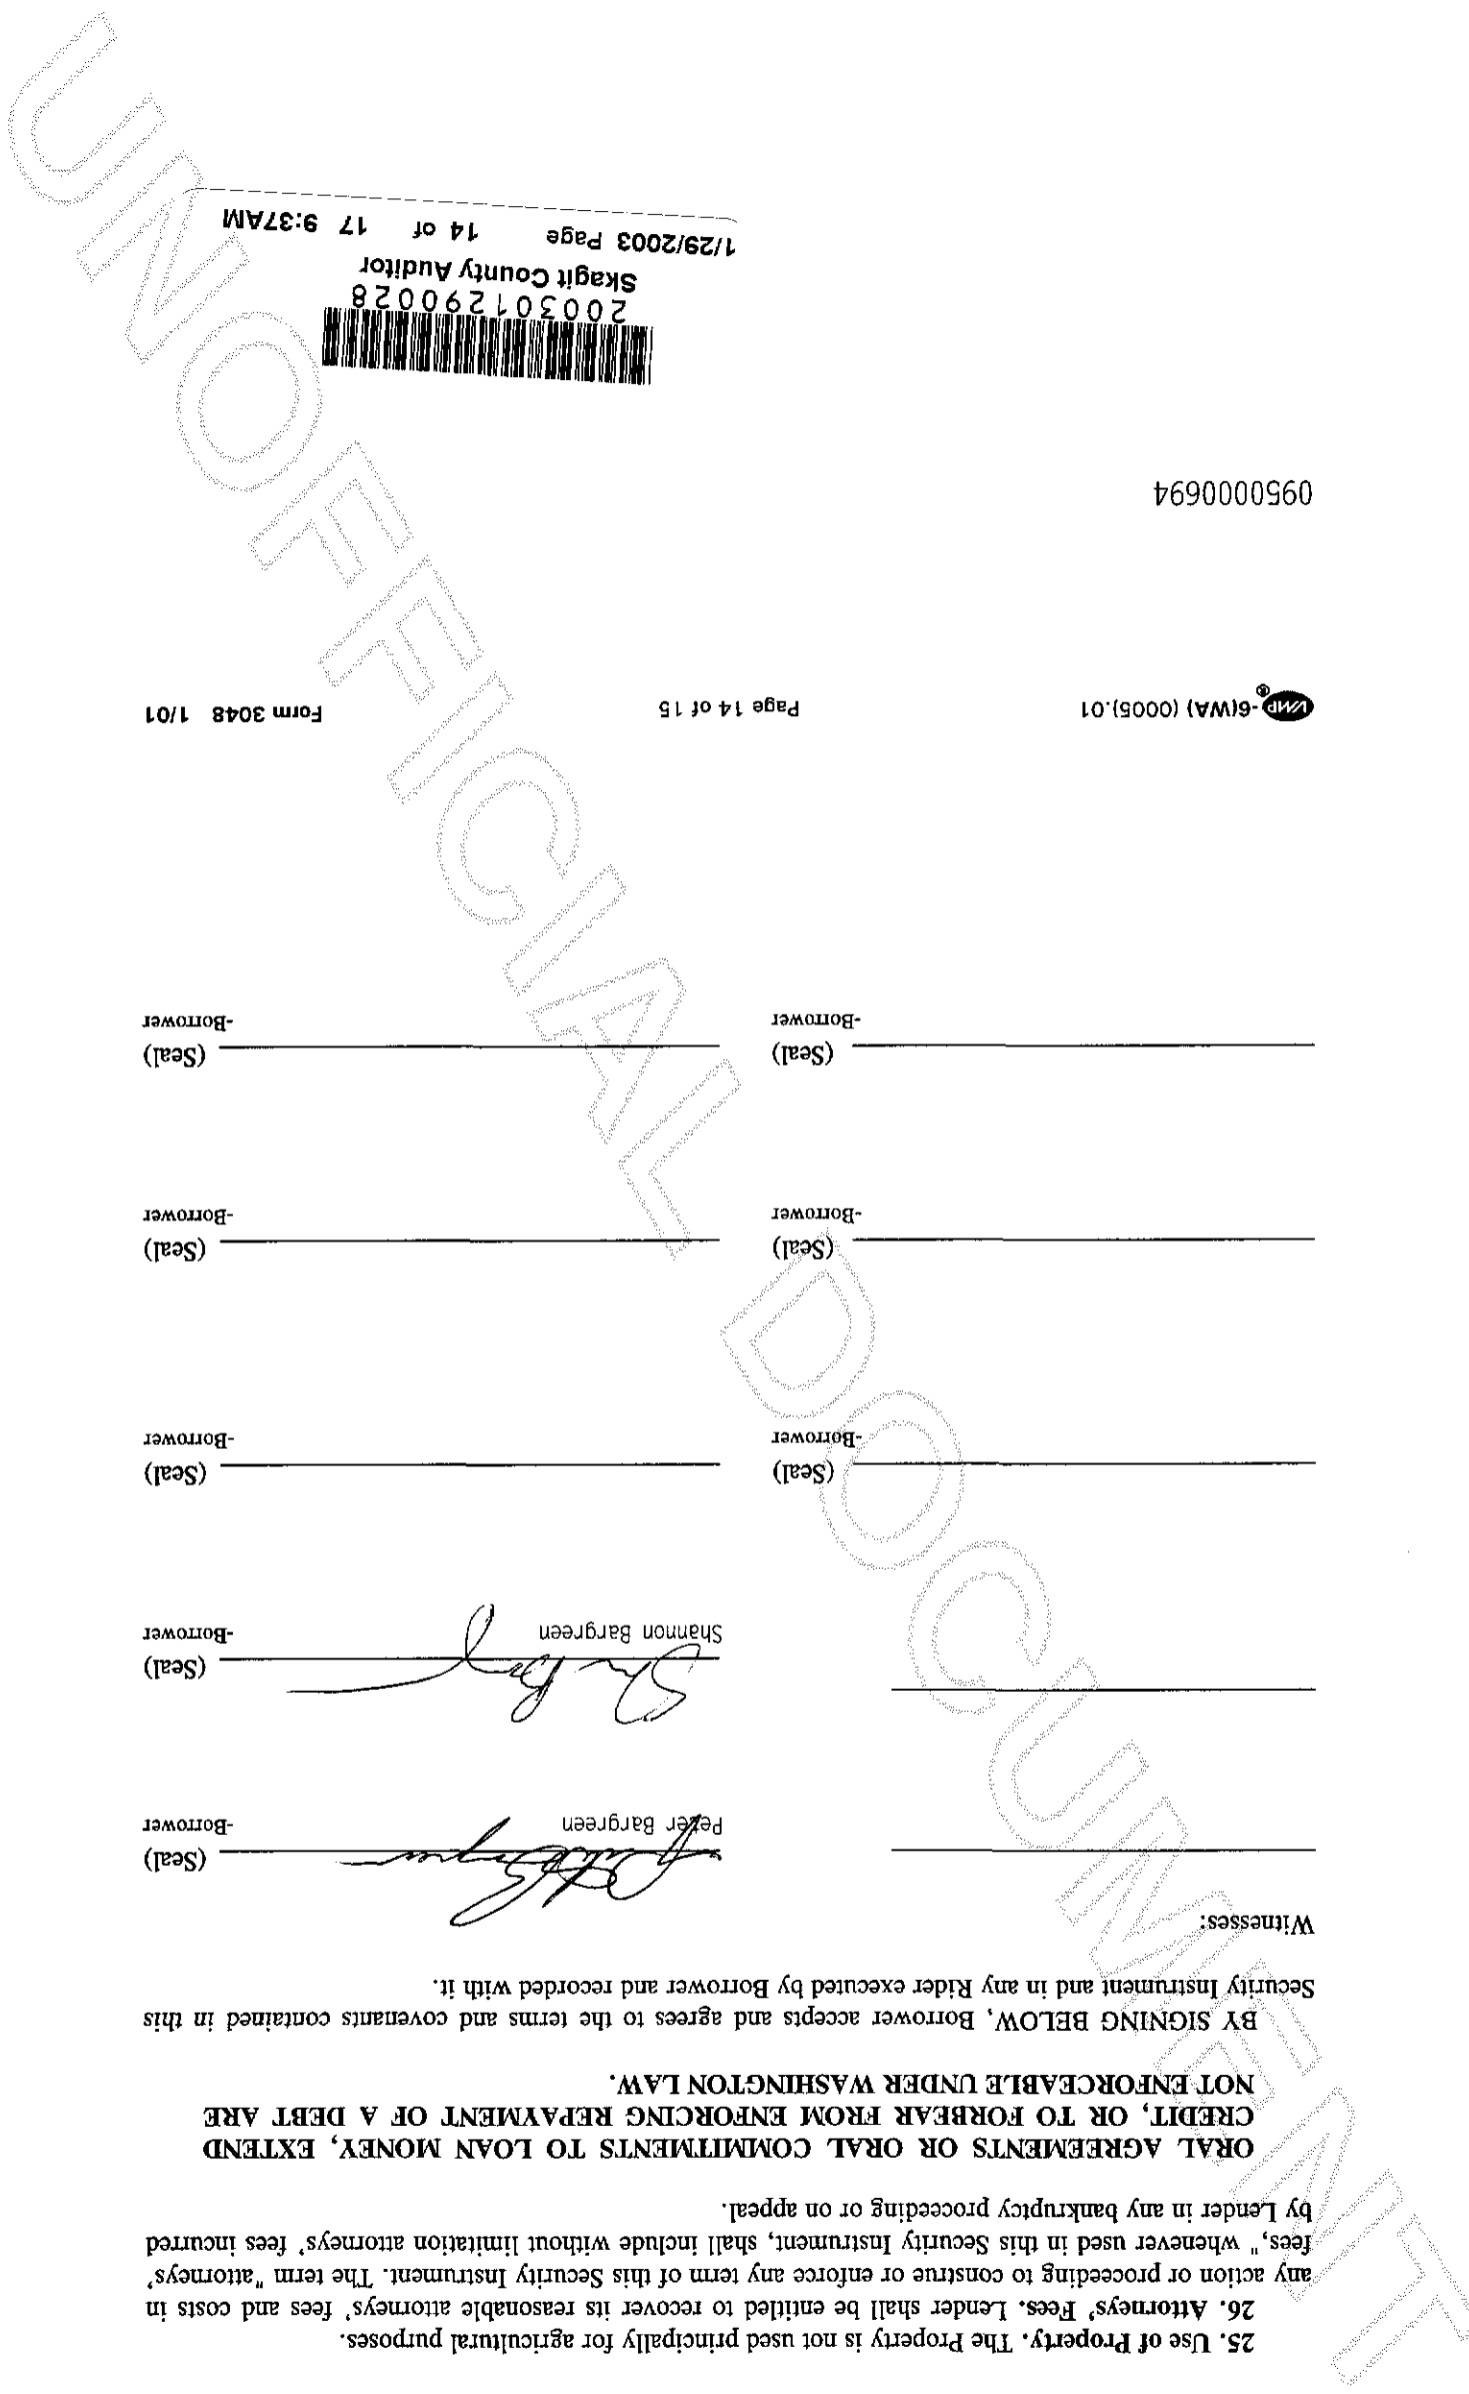 25. Use of Property. The Property is not used principally for agricultural purposes.
26. Attorneys' Fees. Lender shall be entitled to recover its reasonable attorneys' fees and costs in
any action or proceeding to construe or enforce any term of this Security Instrument. The term "attorneys'
fees," whenever used in this Security Instrument, shall include without limitation attorneys' fees incurred
by Lender in any bankruptcy proceeding or on appeal.
ORAL AGREEMENTS OR ORAL COMMITMENTS TO LOAN MONEY, EXTEND
CREDIT, OR TO FORBEAR FROM ENFORCING REPAYMENT OF A DEBT ARE
NOT ENFORCEABLE UNDER WASHINGTON LAW.
BY SIGNING BELOW, Borrower accepts and agrees to the terms and covenants contained in this
Security Instrument and in any Rider executed by Borrower and recorded with it.
Witnesses:
(Seal)
Peter Bargreen -Borrower
(Seal)
Shannon Bargreen -Borrower
(Seal) (Seal)
-Borrower -Borrower
(Seal) (Seal)
-Borrower -Borrower
(Seal) (Seal)
-Borrower -Borrower
VMP®-6(WA) (0005).01 Page 14 of 15 Form 3048 1/01
0950000694
200301290028
Skagit County Auditor
1/29/2003 Page 14 of 17 9:37AM
UNOFFICIAL DOCUMENT